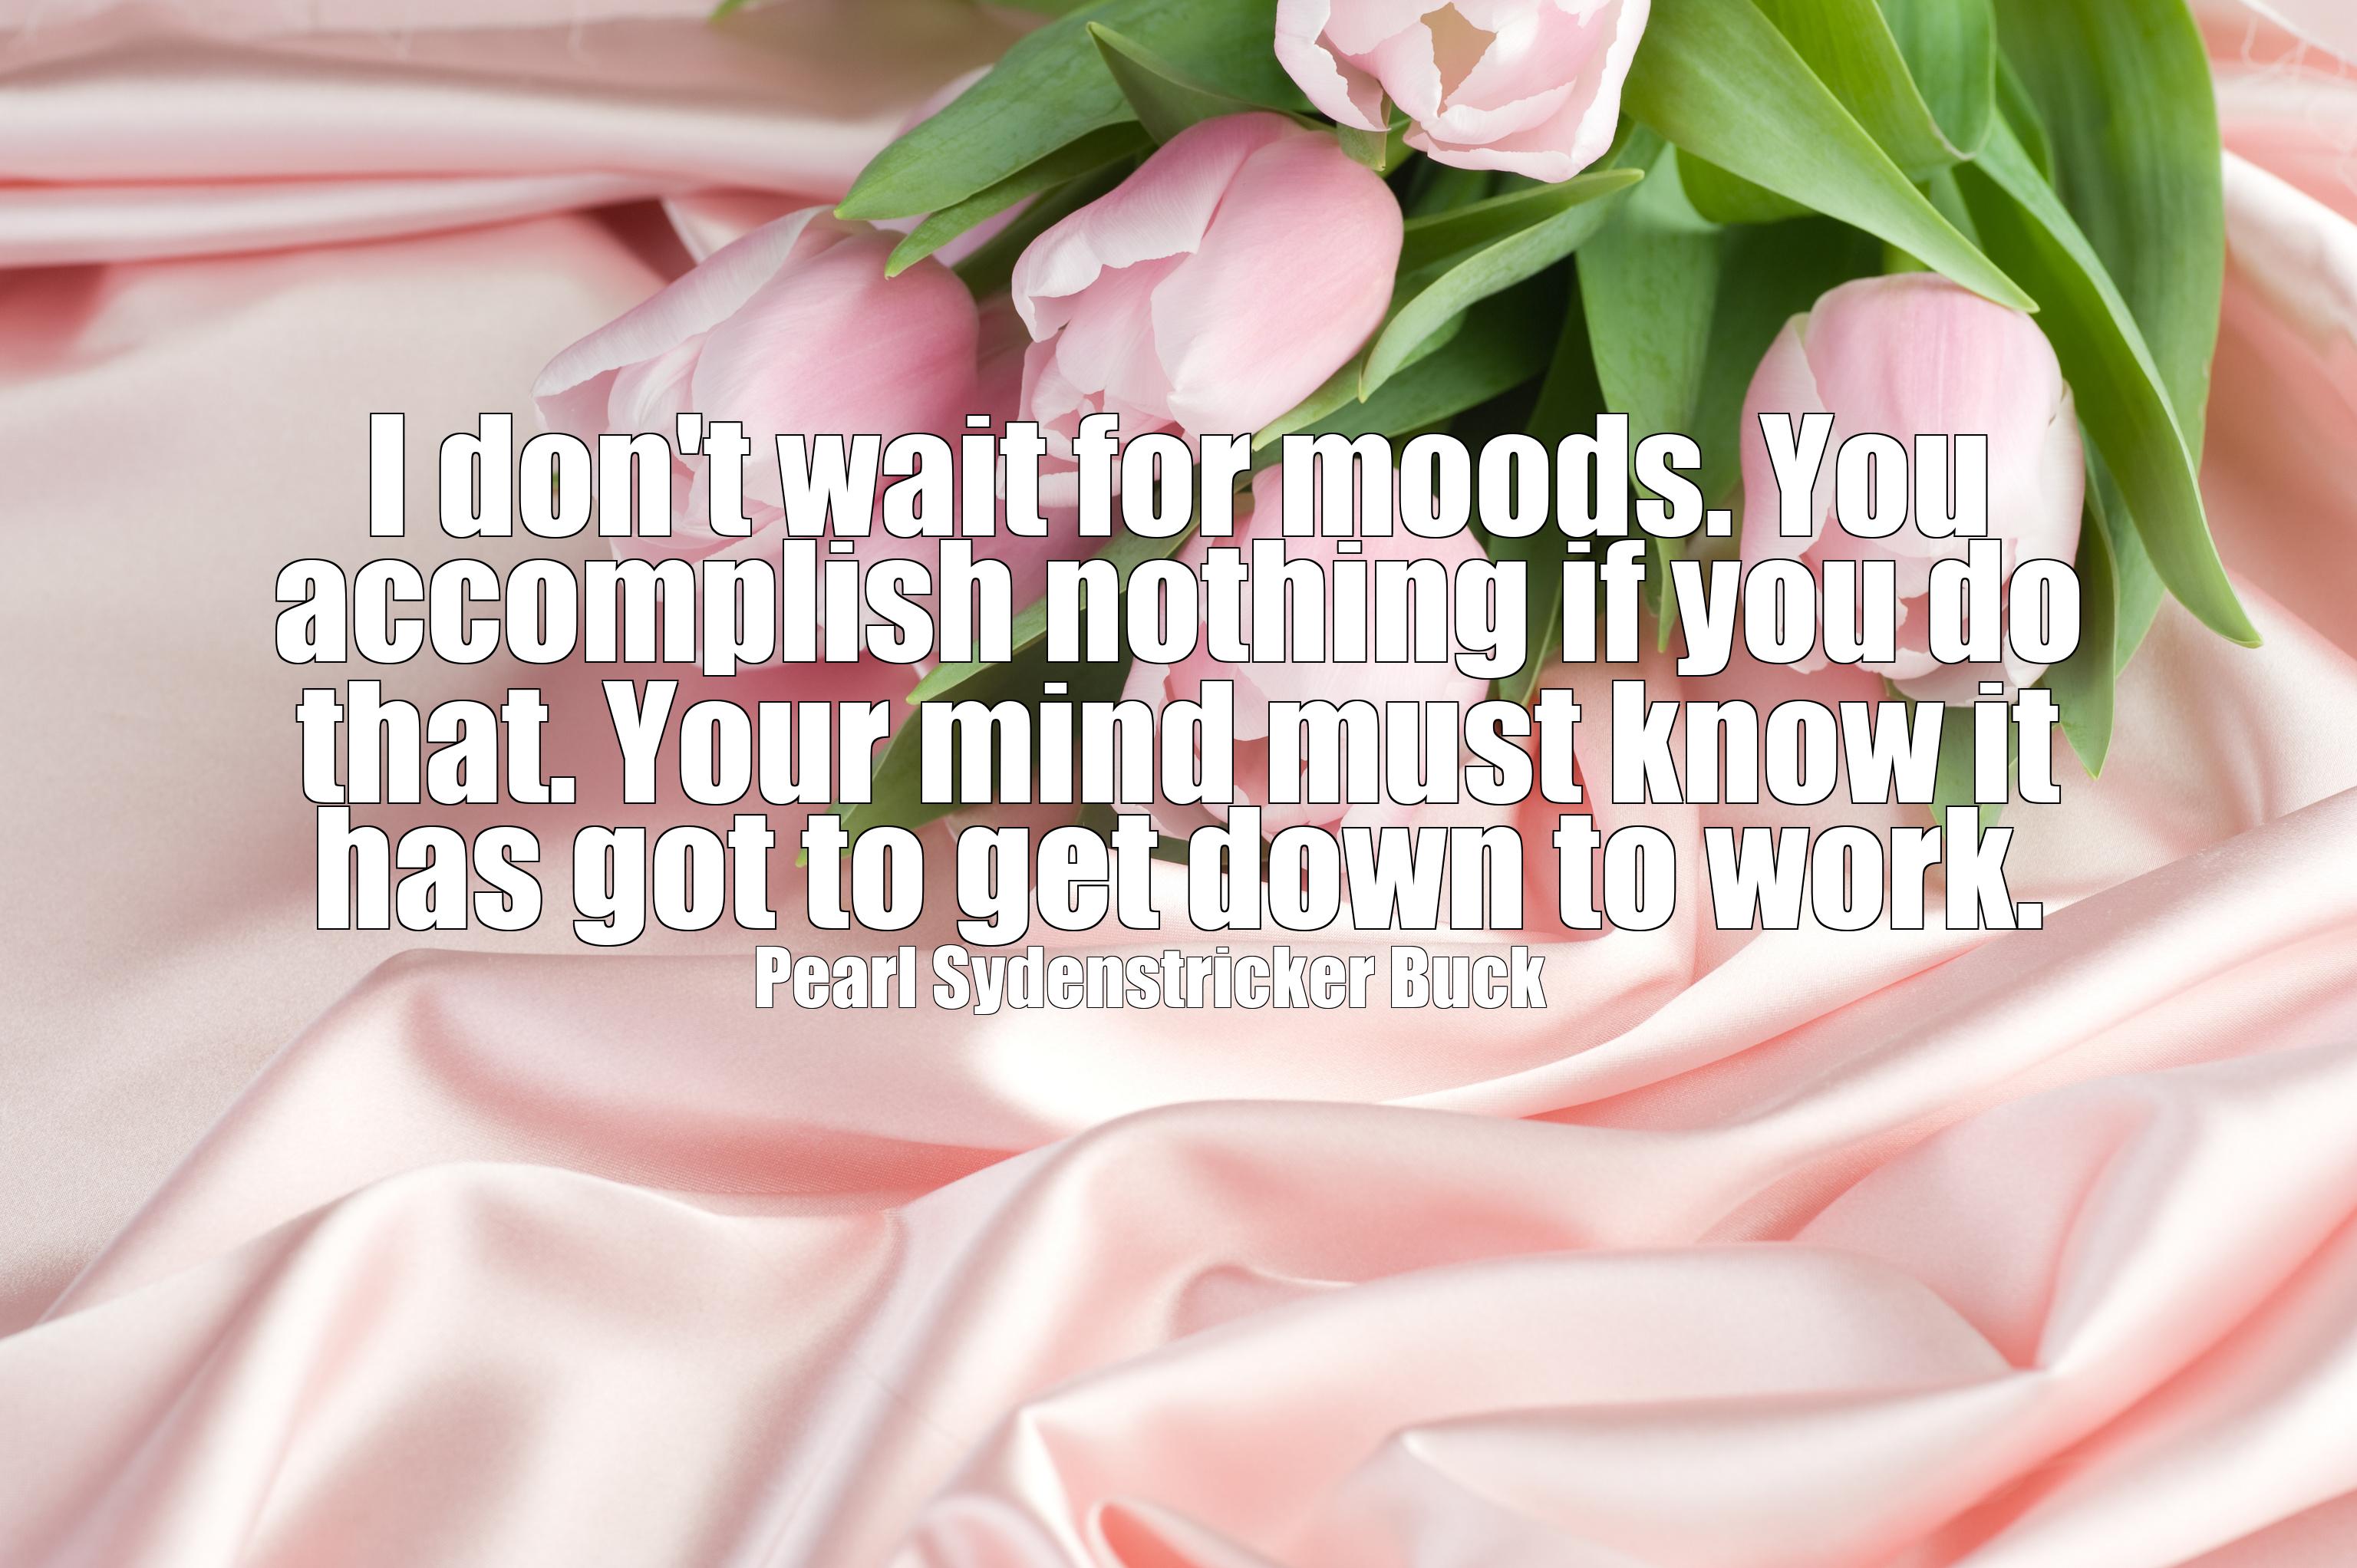 I don't wait for moods. You
accomplish nothing if you do
that. Your mind must know it
has got to get down to work.
Pearl Sydenstricker Buck